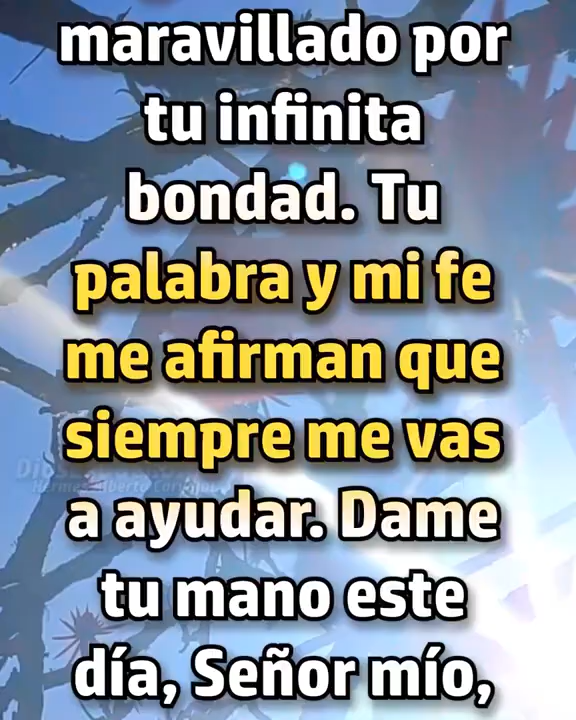 maravillado por
tu infinita
bondad. Tu
palabra y mi fe
me afirman que
siempre me vas
a ayudar. Dame
tu mano este
día, Señor mío,